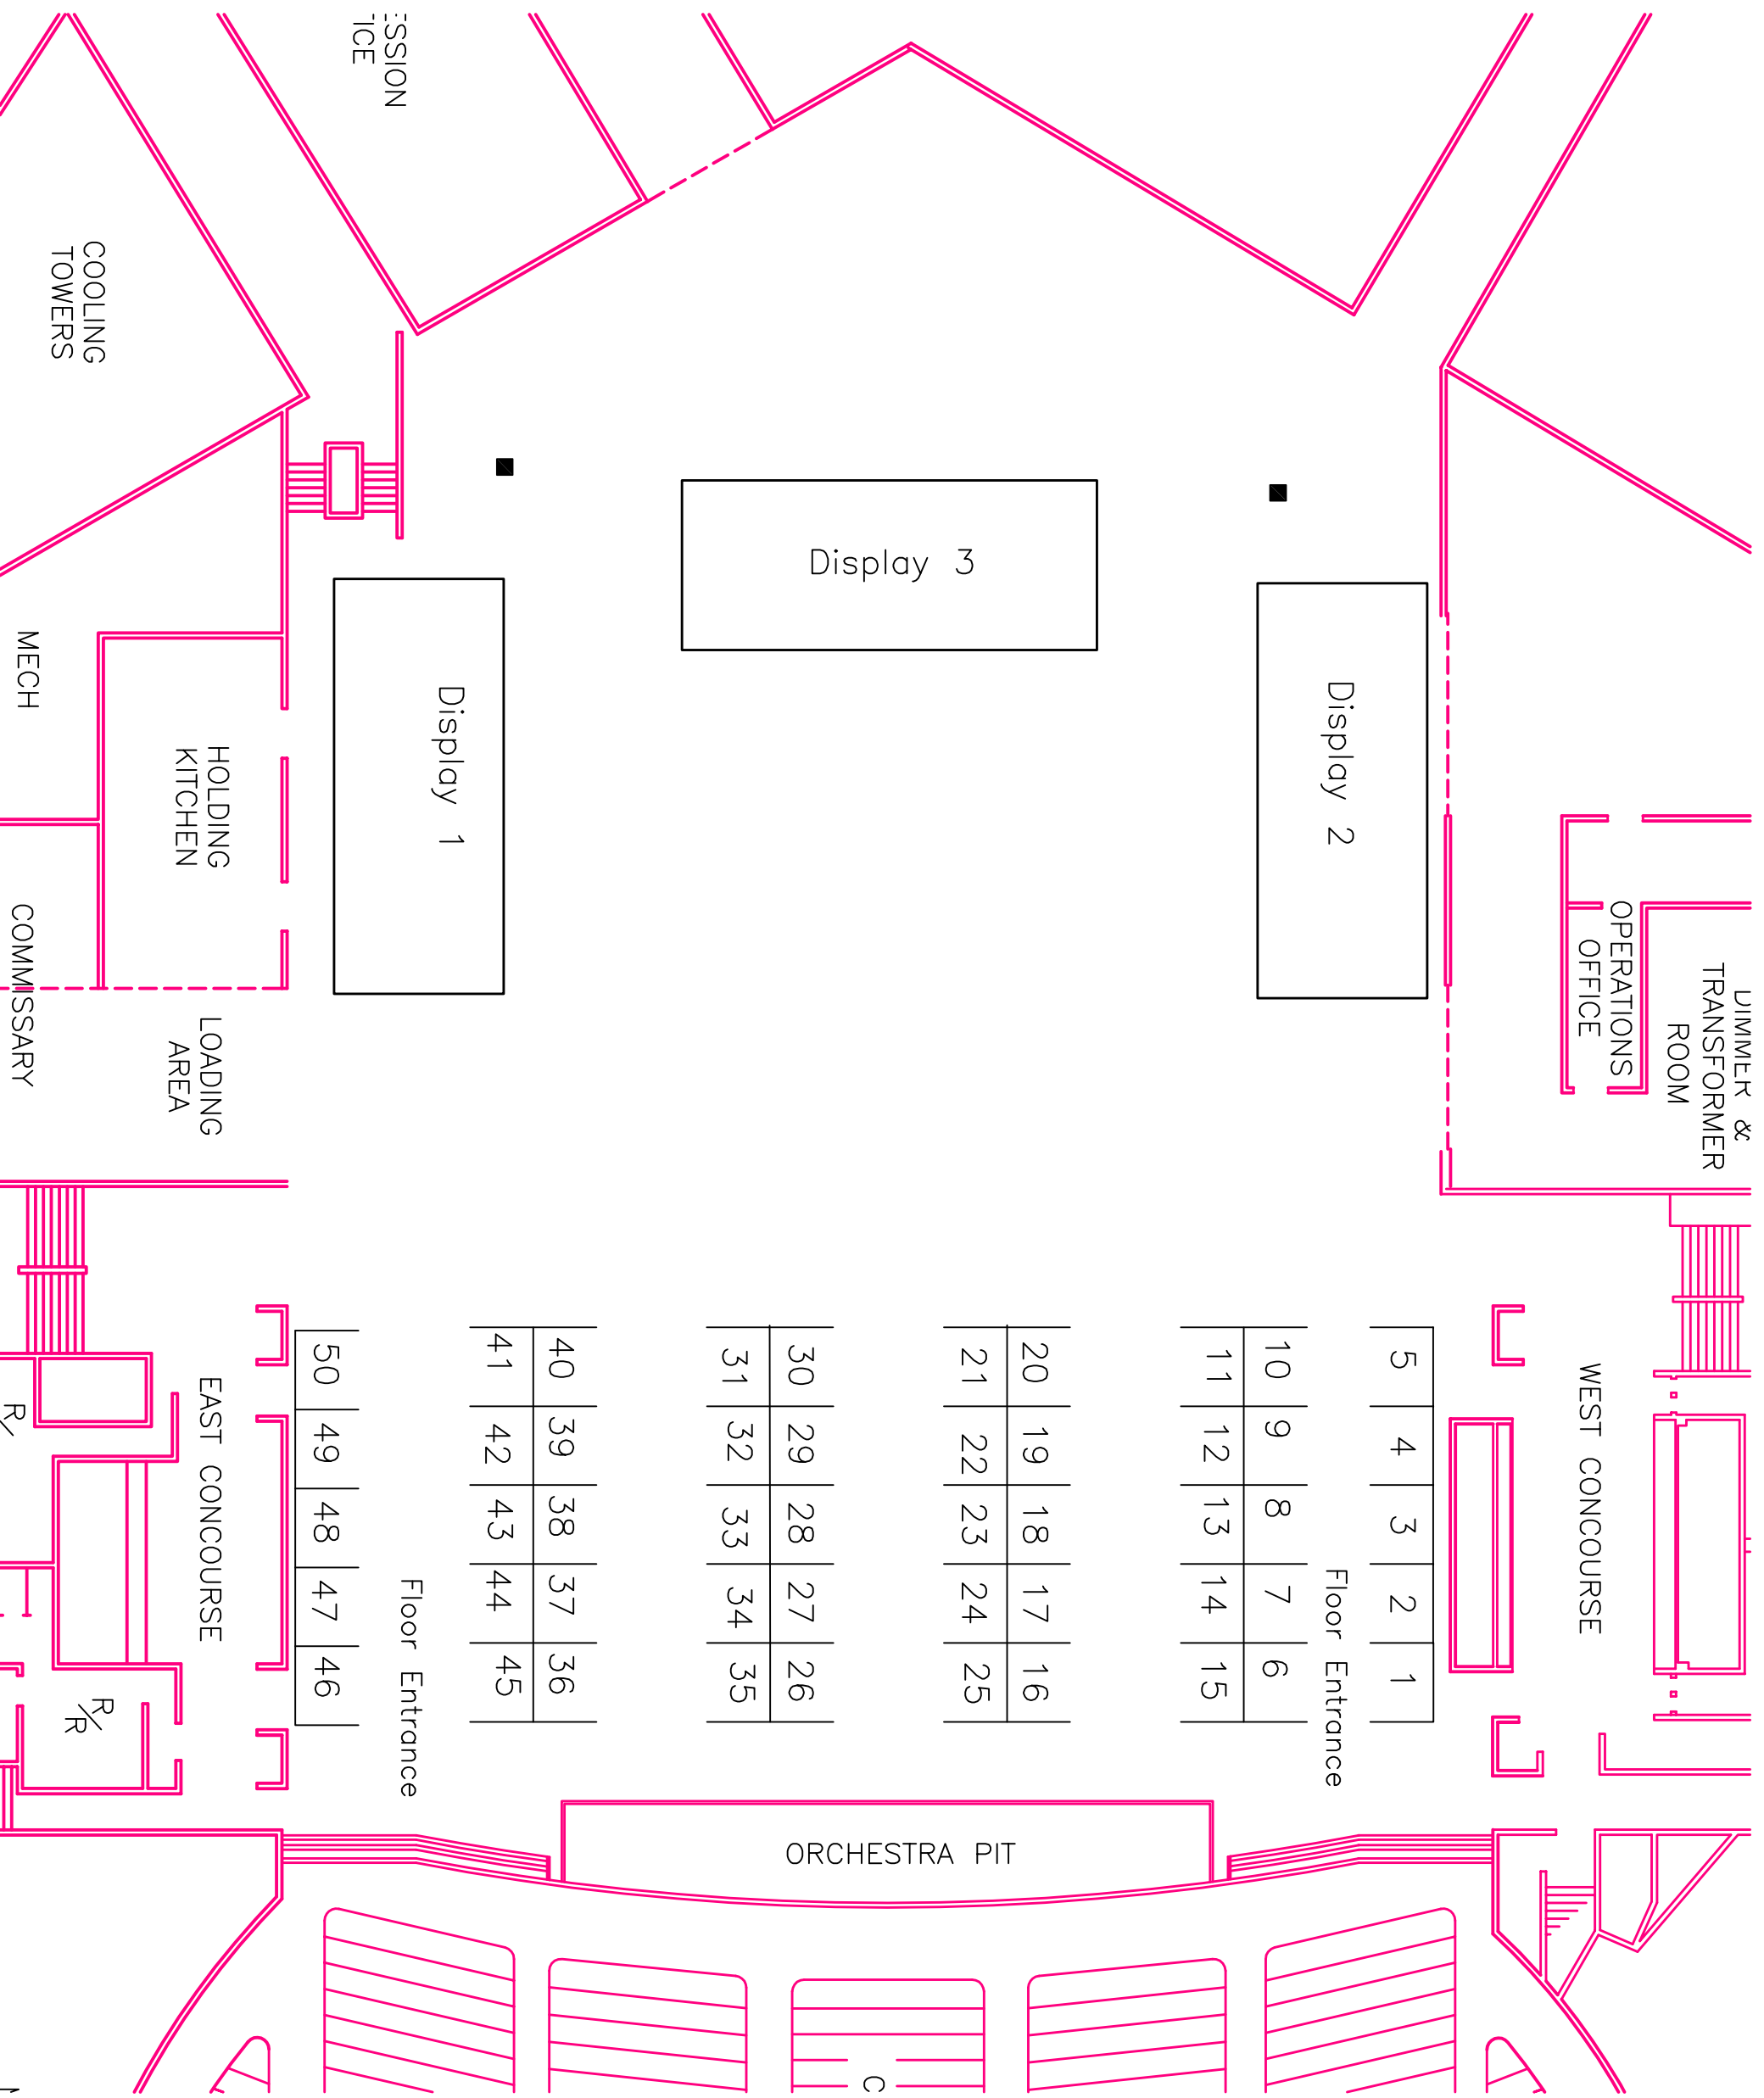 COOLING
TOWERS
Display 3
Display 1
Display 2
MECH
HOLDING
KITCHEN
COMMISSARY
LOADING
AREA
OPERATIONS
OFFICE
DIMMER &
TRANSFORMER
ROOM
50 41 40 31 30 21 20 11 10 5
49 42 39 32 29 22 19 12 9 4
48 43 38 33 28 23 18 13 8 3
47 44 37 34 27 24 17 14 7 2
46 45 36 35 26 25 16 15 6 1
EAST CONCOURSE
WEST CONCOURSE
Floor Entrance
Floor Entrance
R/
R/R
ORCHESTRA PIT
C